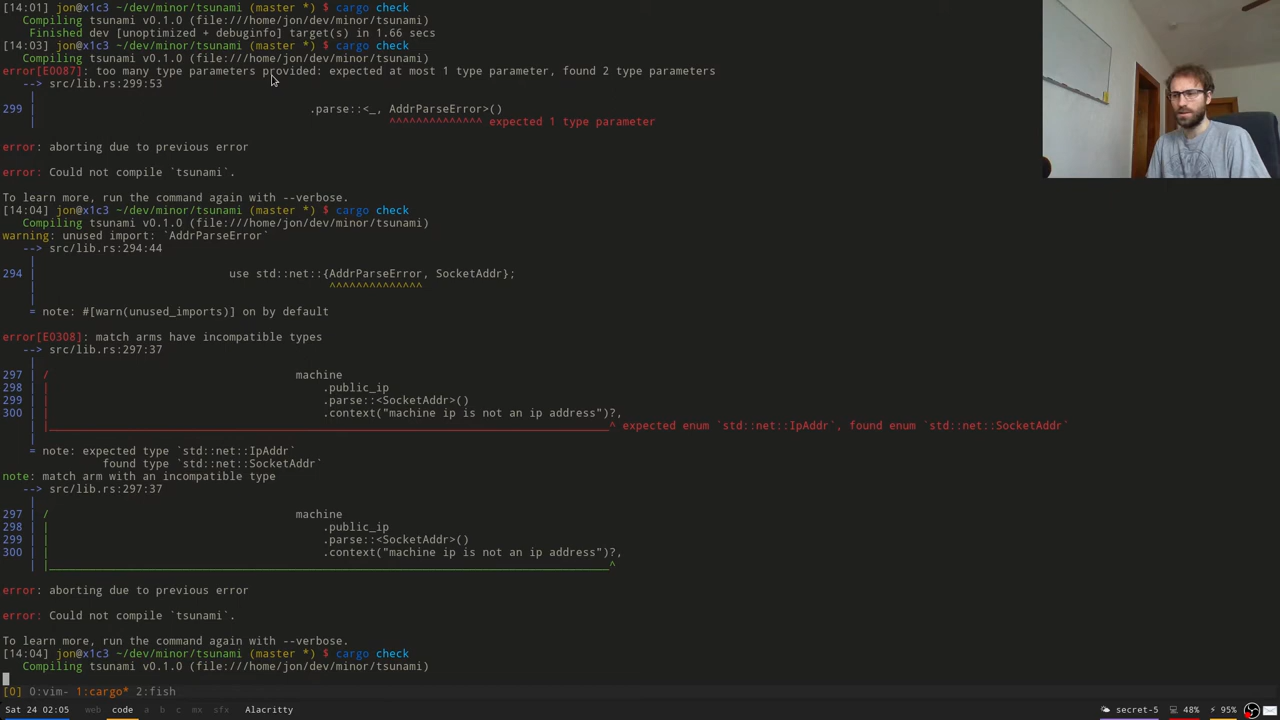 [14:01] jon@x1c3 ~/dev/minor/tsunami (master *) $ cargo check
Compiling tsunami v0.1.0 (file:///home/jon/dev/minor/tsunami)
Finished dev [unoptimized + debuginfo] target(s) in 1.66 secs
[14:03] jon@x1c3 ~/dev/minor/tsunami (master *) $ cargo check
Compiling tsunami v0.1.0 (file:///home/jon/dev/minor/tsunami)
error[E0087]: too many type parameters provided: expected at most 1 type parameter, found 2 type parameters
--> src/lib.rs:299:53
|
299 | .parse::<_, AddrParseError>()
| ^^^^^^^^^^^^^^ expected 1 type parameter
error: aborting due to previous error
error: Could not compile `tsunami`.
To learn more, run the command again with --verbose.
[14:04] jon@x1c3 ~/dev/minor/tsunami (master *) $ cargo check
Compiling tsunami v0.1.0 (file:///home/jon/dev/minor/tsunami)
warning: unused import: `AddrParseError`
--> src/lib.rs:294:44
|
294 | use std::net::{AddrParseError, SocketAddr};
| ^^^^^^^^^^^^^^
|
= note: #[warn(unused_imports)] on by default
error[E0308]: match arms have incompatible types
--> src/lib.rs:297:37
|
297 | / machine
298 | | .public_ip
299 | | .parse::<SocketAddr>()
300 | | .context("machine ip is not an ip address")?,
| |_____________________________________________________________^ expected enum `std::net::IpAddr`, found enum `std::net::SocketAddr`
|
= note: expected type `std::net::IpAddr`
found type `std::net::SocketAddr`
note: match arm with an incompatible type
--> src/lib.rs:297:37
|
297 | / machine
298 | | .public_ip
299 | | .parse::<SocketAddr>()
300 | | .context("machine ip is not an ip address")?,
| |_____________________________________________________________^
error: aborting due to previous error
error: Could not compile `tsunami`.
To learn more, run the command again with --verbose.
[14:04] jon@x1c3 ~/dev/minor/tsunami (master *) $ cargo check
Compiling tsunami v0.1.0 (file:///home/jon/dev/minor/tsunami)
[0] 0:vim- 1:cargo* 2:fish
Sat 24 02:05 web code a b c mx sfx Alacritty secret-5 48% 95%